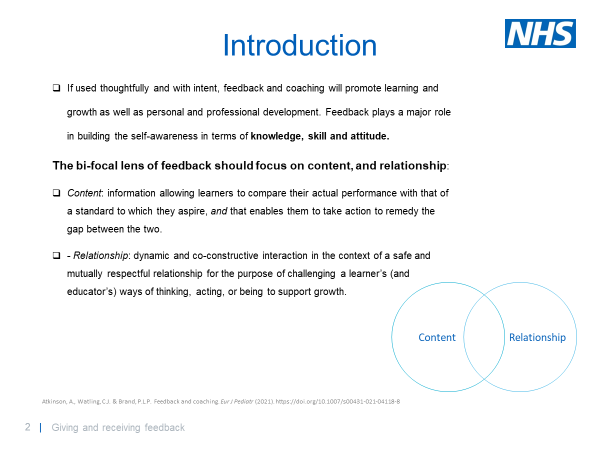 Introduction
NHS
❑ If used thoughtfully and with intent, feedback and coaching will promote learning and
growth as well as personal and professional development. Feedback plays a major role
in building the self-awareness in terms of knowledge, skill and attitude.
The bi-focal lens of feedback should focus on content, and relationship:
❑ Content: information allowing learners to compare their actual performance with that of
a standard to which they aspire, and that enables them to take action to remedy the
gap between the two.
❑ - Relationship: dynamic and co-constructive interaction in the context of a safe and
mutually respectful relationship for the purpose of challenging a learner's (and
educator's) ways of thinking, acting, or being to support growth.
Content
Relationship
Atkinson, A., Watling, C.J. & Brand, P.L.P. Feedback and coaching. Eur J Pediatr (2021). https://doi.org/10.1007/s00431-021-04118-8
2 | Giving and receiving feedback